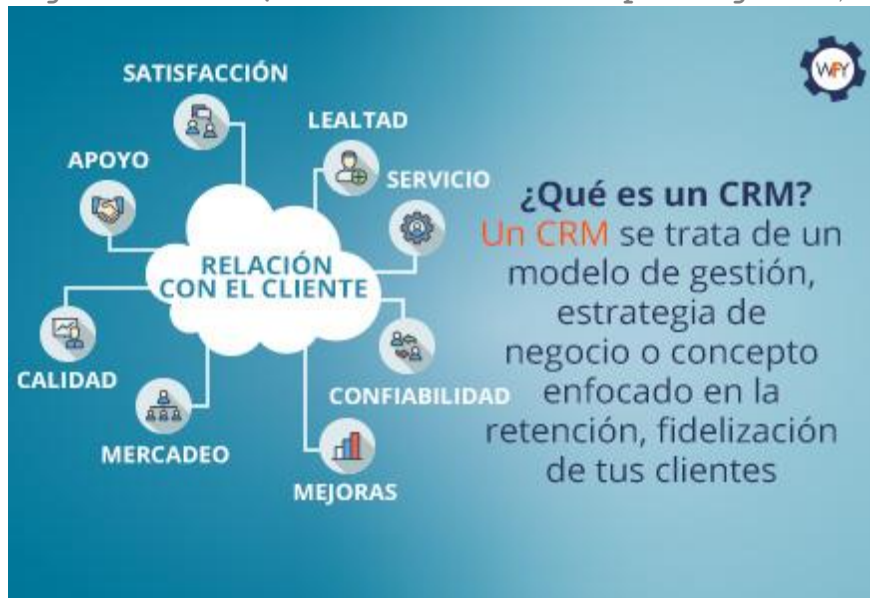 SATISFACCIÓN
LEALTAD
APOYO
SERVICIO
RELACIÓN
CON EL CLIENTE
CALIDAD
CONFIABILIDAD
MERCADEO
MEJORAS
WFY
¿Qué es un CRM?
Un CRM se trata de un
modelo de gestión,
estrategia de
negocio o concepto
enfocado en la
retención, fidelización
de tus clientes